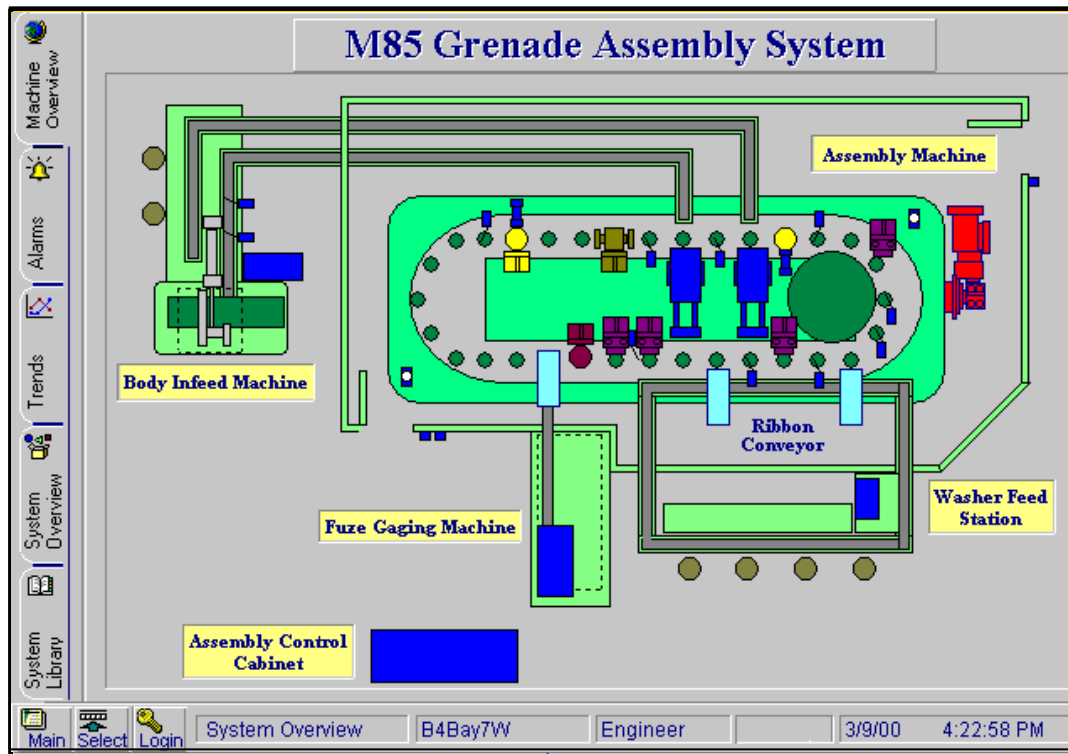 M85 Grenade Assembly System
Machine
Overview
Alarms
Trends
System
Overview
System
Library
Assembly Machine
Body Infeed Machine
Ribbon
Conveyor
Fuze Gaging Machine
Washer Feed
Station
Assembly Control
Cabinet
Main Select Login System Overview B4Bay7W Engineer 3/9/00 4:22:58 PM